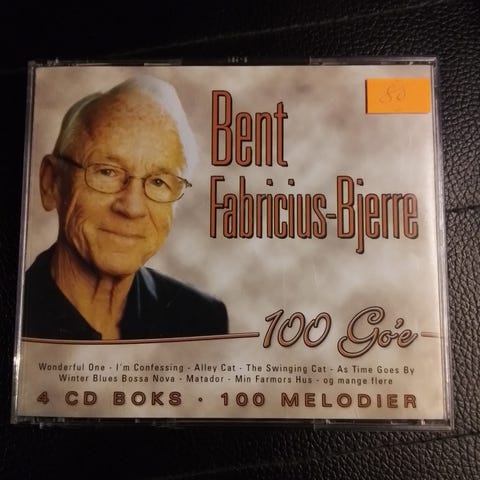 Bent
Fabricius-Bjerre
80
100 Go'e
Wonderful One - I'm Confessing - Alley Cat - The Swinging Cat - As Time Goes By
Winter Blues Bossa Nova - Matador - Min Farmors Hus - og mange flere
4 CD BOKS · 100 MELODIER